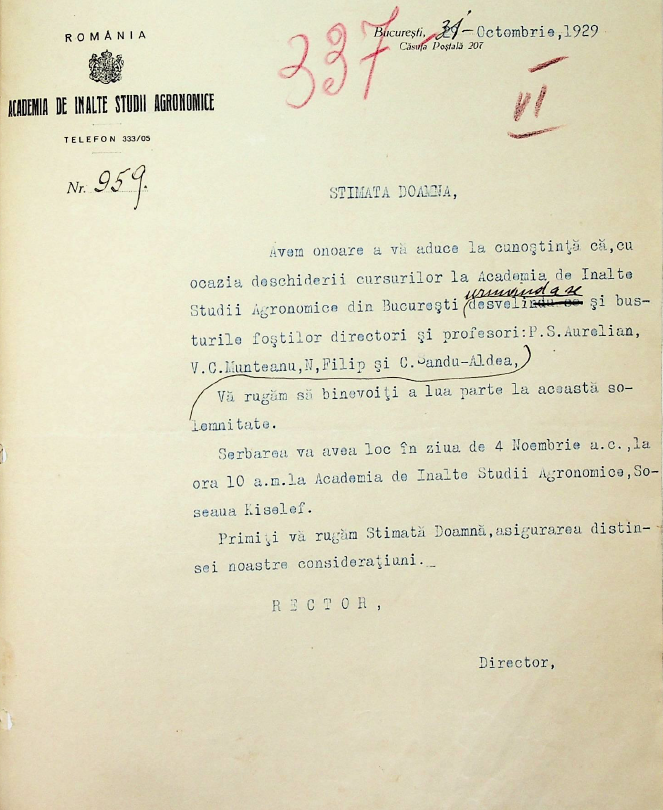 ROMÂNIA
ACADEMIA DE INALTE STUDII AGRONOMICE
TELEFON 333/05
Nr. 959.
337
București, 31-Octombrie, 1929
Căsuța Poștală 207
VI
STIMATA DOAMNA,
Avem onoare a vă aduce la cunoștință că,cu
ocazia deschiderii cursurilor la Academia de Inalte
urmând a se
Studii Agronomice din București desvelindu se și bus-
turile foștilor directori și profesori:P.S.Aurelian,
V.C.Munteanu,N,Filip și C.Sandu-Aldea,
Vă rugăm să binevoiți a lua parte la această so-
lemnitate.
Serbarea va avea loc în ziua de 4 Noembrie a.c.,la
ora 10 a.m.la Academia de Inalte Studii Agronomice,So-
seaua Kiselef.
Primiți vă rugăm Stimată Doamnă,asigurarea distin-
sei noastre considerațiuni._
RECTOR,
Director,